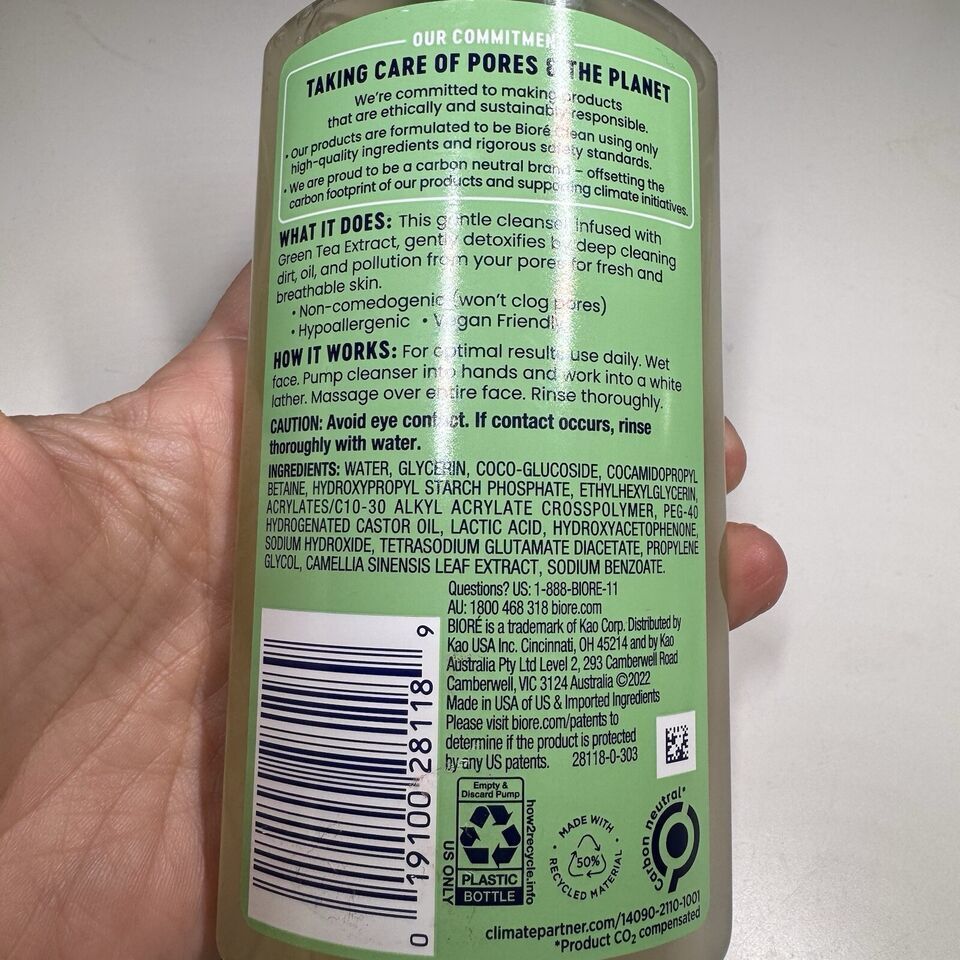 OUR COMMITMENT
TAKING CARE OF PORES & THE PLANET
We're committed to making products
that are ethically and sustainably responsible.
• Our products are formulated to be Bioré clean using only
high-quality ingredients and rigorous safety standards.
• We are proud to be a carbon neutral brand – offsetting the
carbon footprint of our products and supporting climate initiatives.
WHAT IT DOES: This gentle cleanser infused with
Green Tea Extract, gently detoxifies by deep cleaning
dirt, oil, and pollution from your pores for fresh and
breathable skin.
• Non-comedogenic (won't clog pores)
• Hypoallergenic • Vegan Friendly
HOW IT WORKS: For optimal results, use daily. Wet
face. Pump cleanser into hands and work into a white
lather. Massage over entire face. Rinse thoroughly.
CAUTION: Avoid eye contact. If contact occurs, rinse
thoroughly with water.
INGREDIENTS: WATER, GLYCERIN, COCO-GLUCOSIDE, COCAMIDOPROPYL
BETAINE, HYDROXYPROPYL STARCH PHOSPHATE, ETHYLHEXYLGLYCERIN,
ACRYLATES/C10-30 ALKYL ACRYLATE CROSSPOLYMER, PEG-40
HYDROGENATED CASTOR OIL, LACTIC ACID, HYDROXYACETOPHENONE,
SODIUM HYDROXIDE, TETRASODIUM GLUTAMATE DIACETATE, PROPYLENE
GLYCOL, CAMELLIA SINENSIS LEAF EXTRACT, SODIUM BENZOATE.
Questions? US: 1-888-BIORE-11
AU: 1800 468 318 biore.com
BIORÉ is a trademark of Kao Corp. Distributed by
Kao USA Inc. Cincinnati, OH 45214 and by Kao
Australia Pty Ltd Level 2, 293 Camberwell Road
Camberwell, VIC 3124 Australia ©2022
Made in USA of US & Imported Ingredients
Please visit biore.com/patents to
determine if the product is protected
by any US patents. 28118-0-303
0 19100 28118 9
Empty &
Discard Pump
PLASTIC
BOTTLE
US ONLY
how2recycle.info
MADE WITH
50%
RECYCLED MATERIAL
carbon neutral*
climatepartner.com/14090-2110-1001
*Product CO₂ compensated